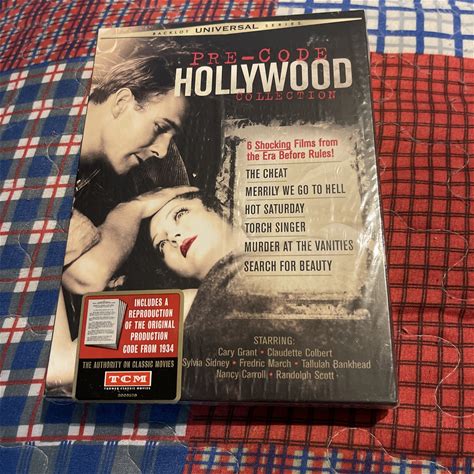 BACKLOT UNIVERSAL SERIES
PRE-CODE
HOLLYWOOD
COLLECTION
6 Shocking Films from
the Era Before Rules!
THE CHEAT
MERRILY WE GO TO HELL
HOT SATURDAY
TORCH SINGER
MURDER AT THE VANITIES
SEARCH FOR BEAUTY
INCLUDES A
REPRODUCTION
OF THE ORIGINAL
PRODUCTION
CODE FROM 1934
THE AUTHORITY ON CLASSIC MOVIES
TCM
TURNER CLASSIC MOVIES
STARRING:
Cary Grant • Claudette Colbert
Sylvia Sidney • Fredric March • Tallulah Bankhead
Nancy Carroll • Randolph Scott